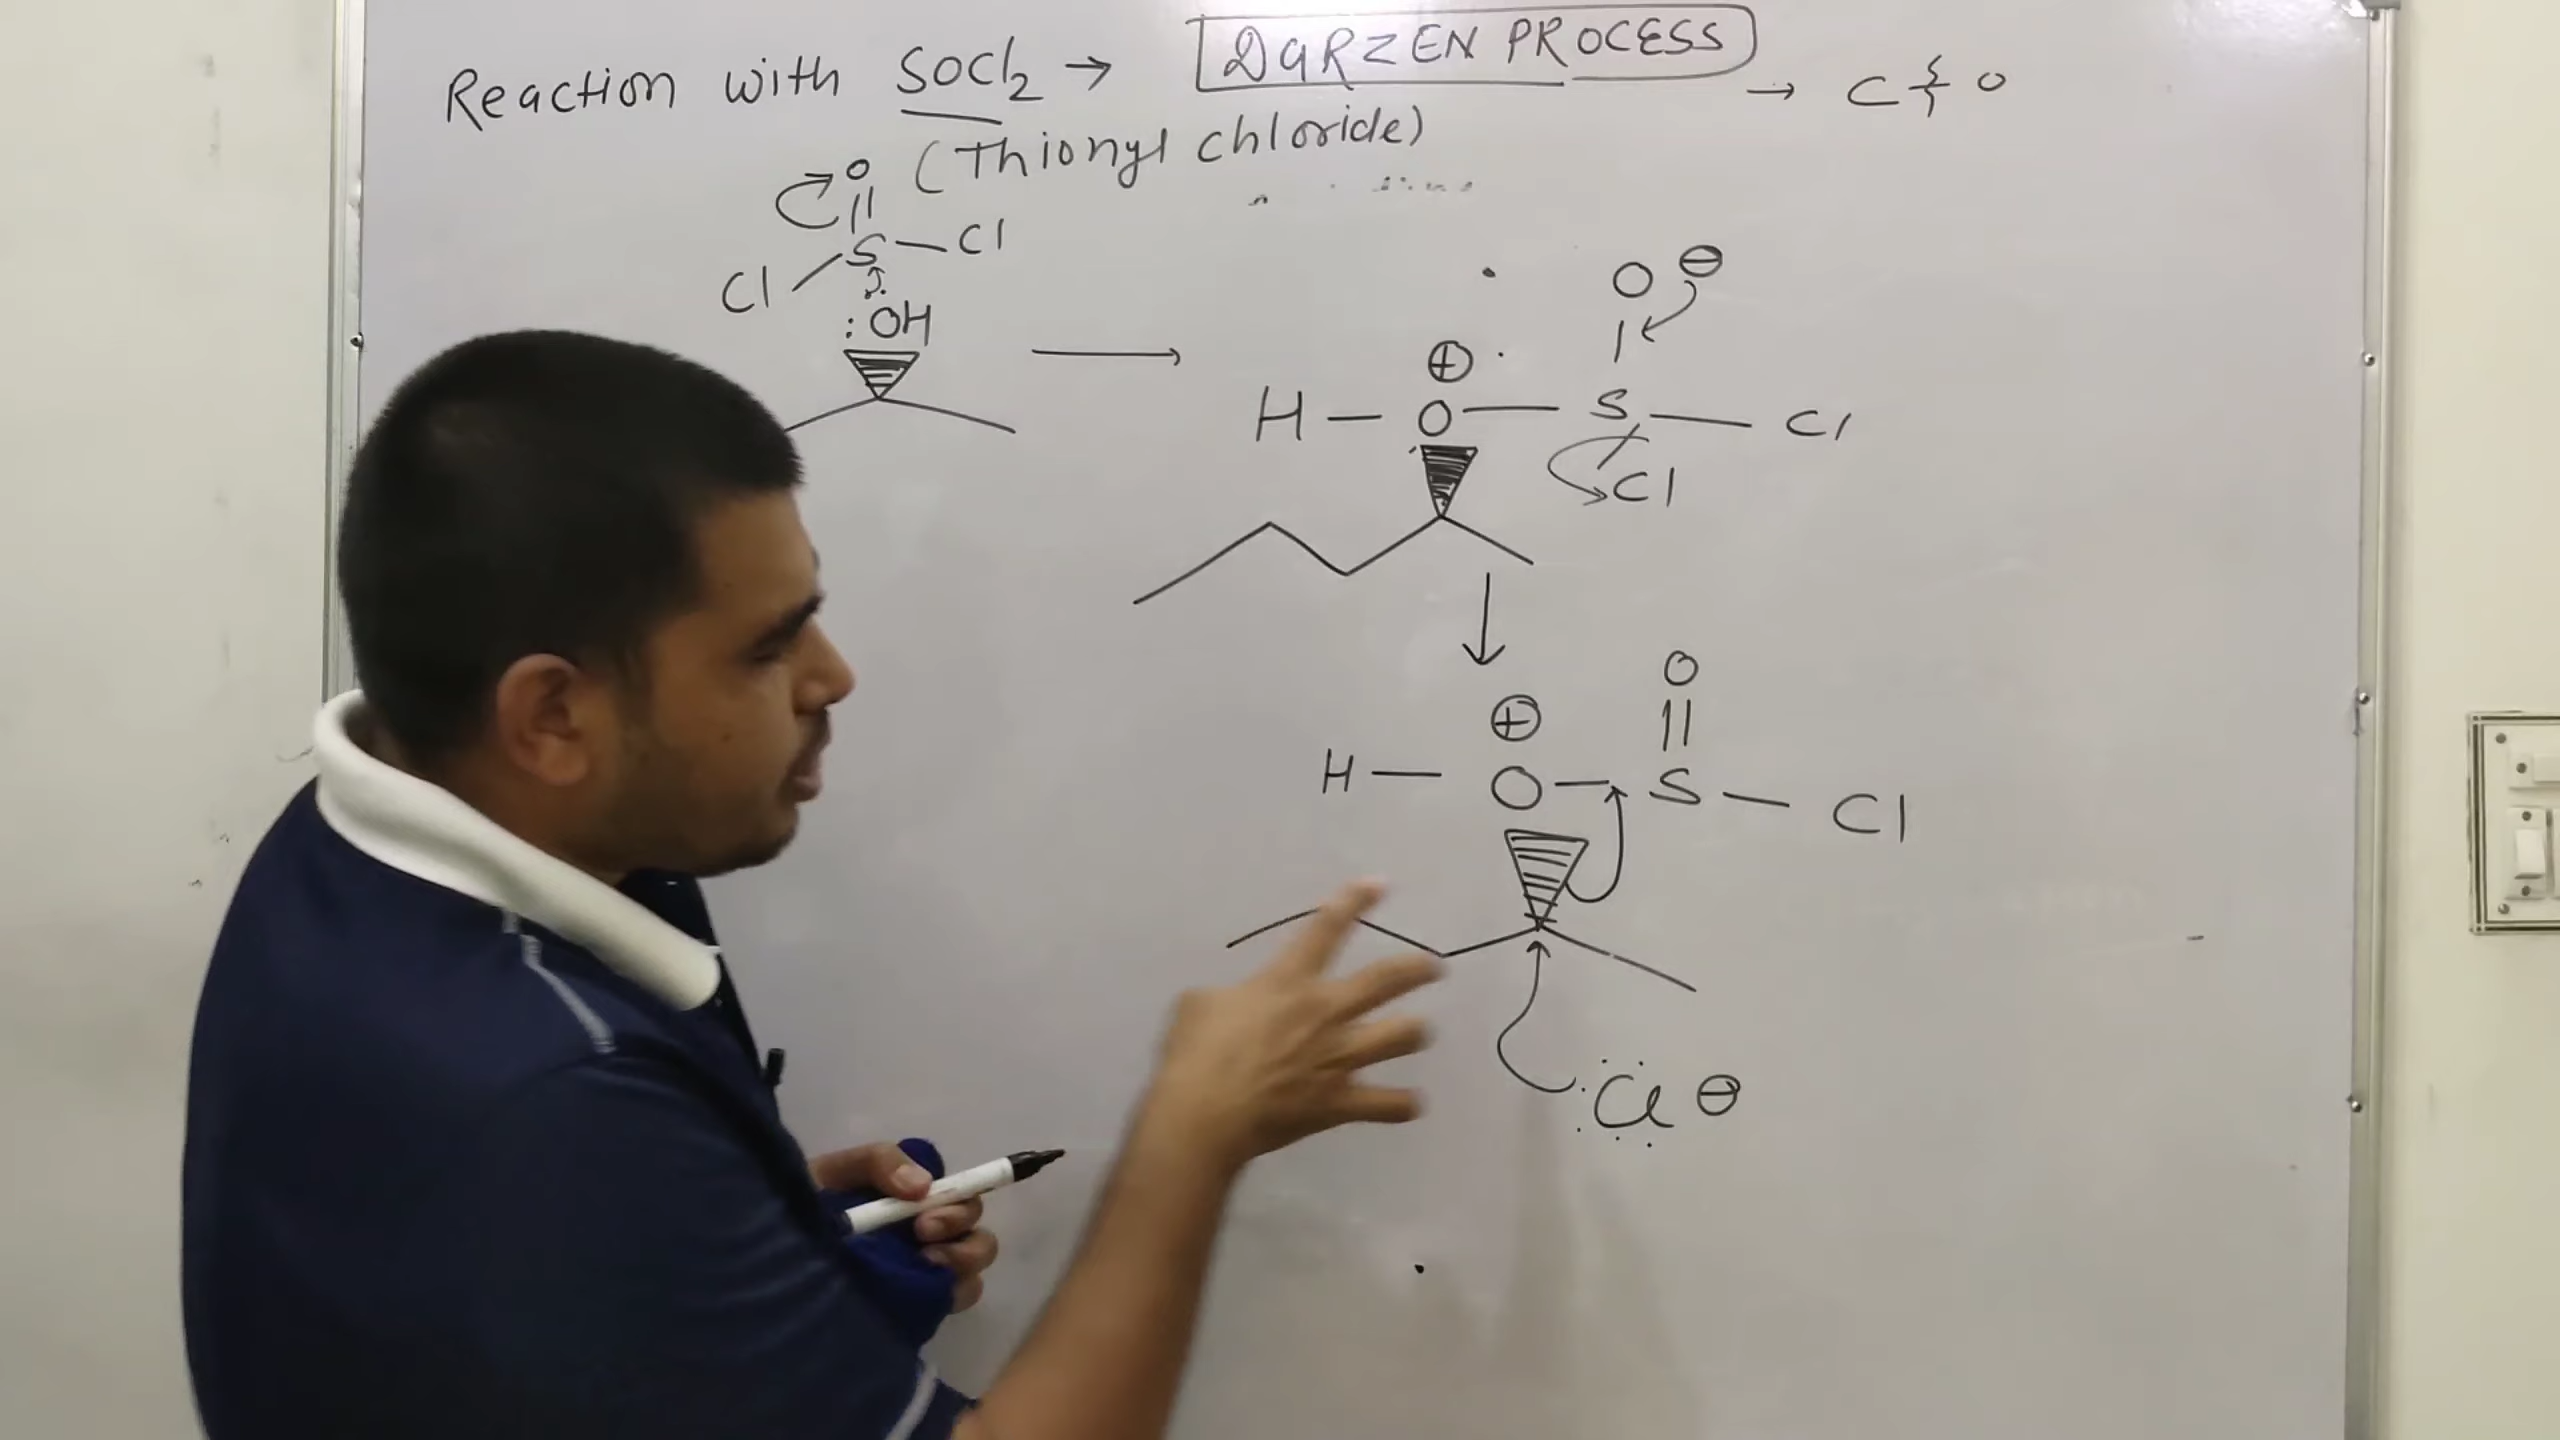 Reaction with SOCl2 → DARZEN PROCESS → C O
(Thionyl chloride)
O
Cl S Cl
:OH
O ⊖
⊕
H — O — S — Cl
Cl
O
⊕
H — O — S — Cl
Cl ⊖